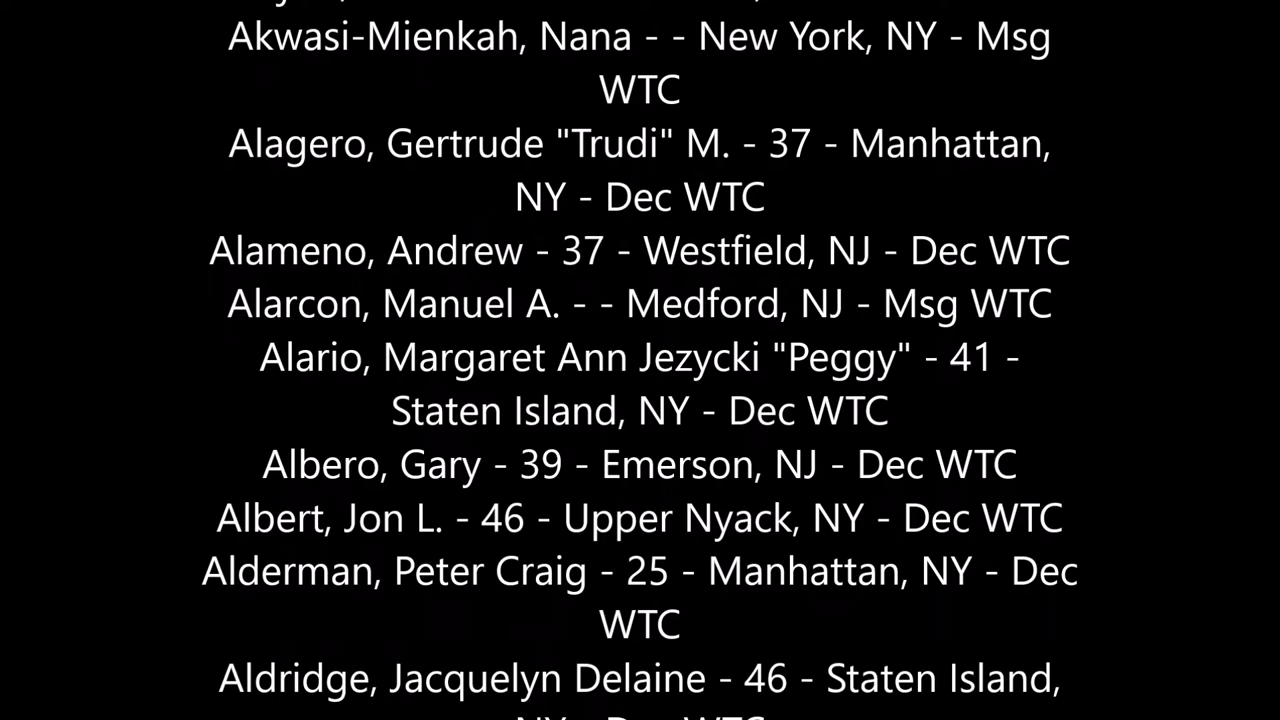 Akwasi-Mienkah, Nana - - New York, NY - Msg
WTC
Alagero, Gertrude "Trudi" M. - 37 - Manhattan,
NY - Dec WTC
Alameno, Andrew - 37 - Westfield, NJ - Dec WTC
Alarcon, Manuel A. - - Medford, NJ - Msg WTC
Alario, Margaret Ann Jezycki "Peggy" - 41 -
Staten Island, NY - Dec WTC
Albero, Gary - 39 - Emerson, NJ - Dec WTC
Albert, Jon L. - 46 - Upper Nyack, NY - Dec WTC
Alderman, Peter Craig - 25 - Manhattan, NY - Dec
WTC
Aldridge, Jacquelyn Delaine - 46 - Staten Island,
NY - Dec WTC